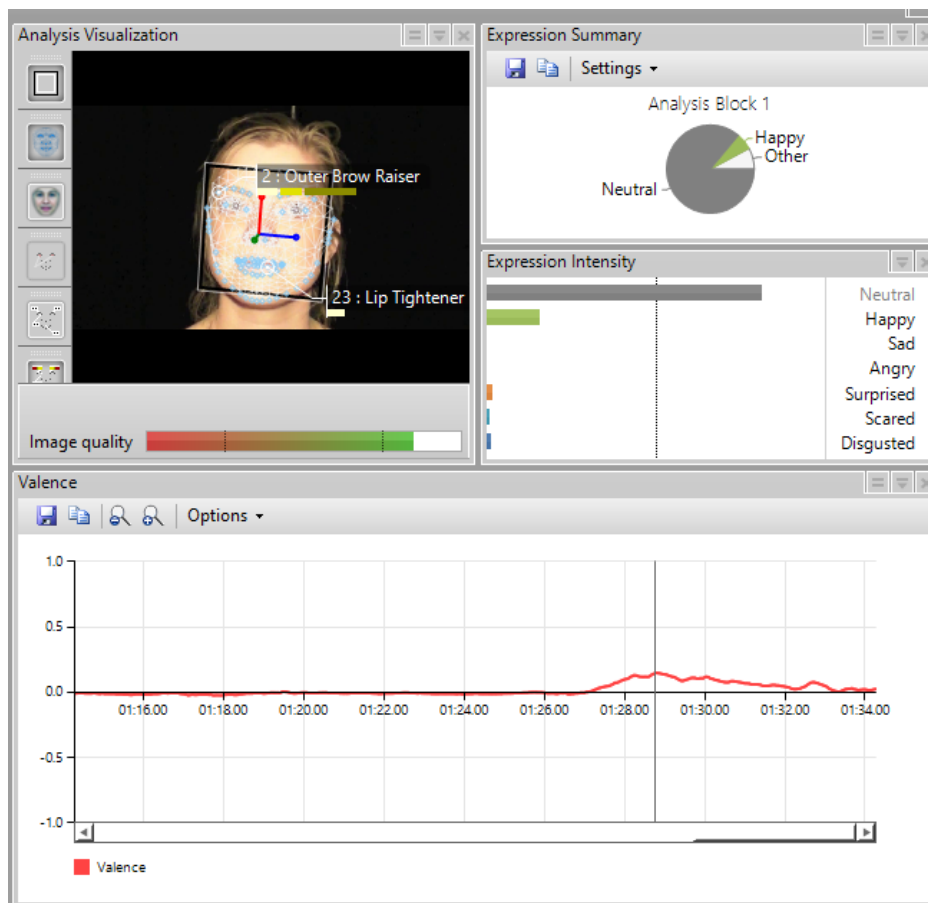 Analysis Visualization
2 : Outer Brow Raiser
23 : Lip Tightener
Image quality
Expression Summary
Settings
Analysis Block 1
Happy
Other
Neutral
Expression Intensity
Neutral
Happy
Sad
Angry
Surprised
Scared
Disgusted
Valence
Options
1.0
0.5
0.0
-0.5
-1.0
01:16.00 01:18.00 01:20.00 01:22.00 01:24.00 01:26.00 01:28.00 01:30.00 01:32.00 01:34.00
Valence